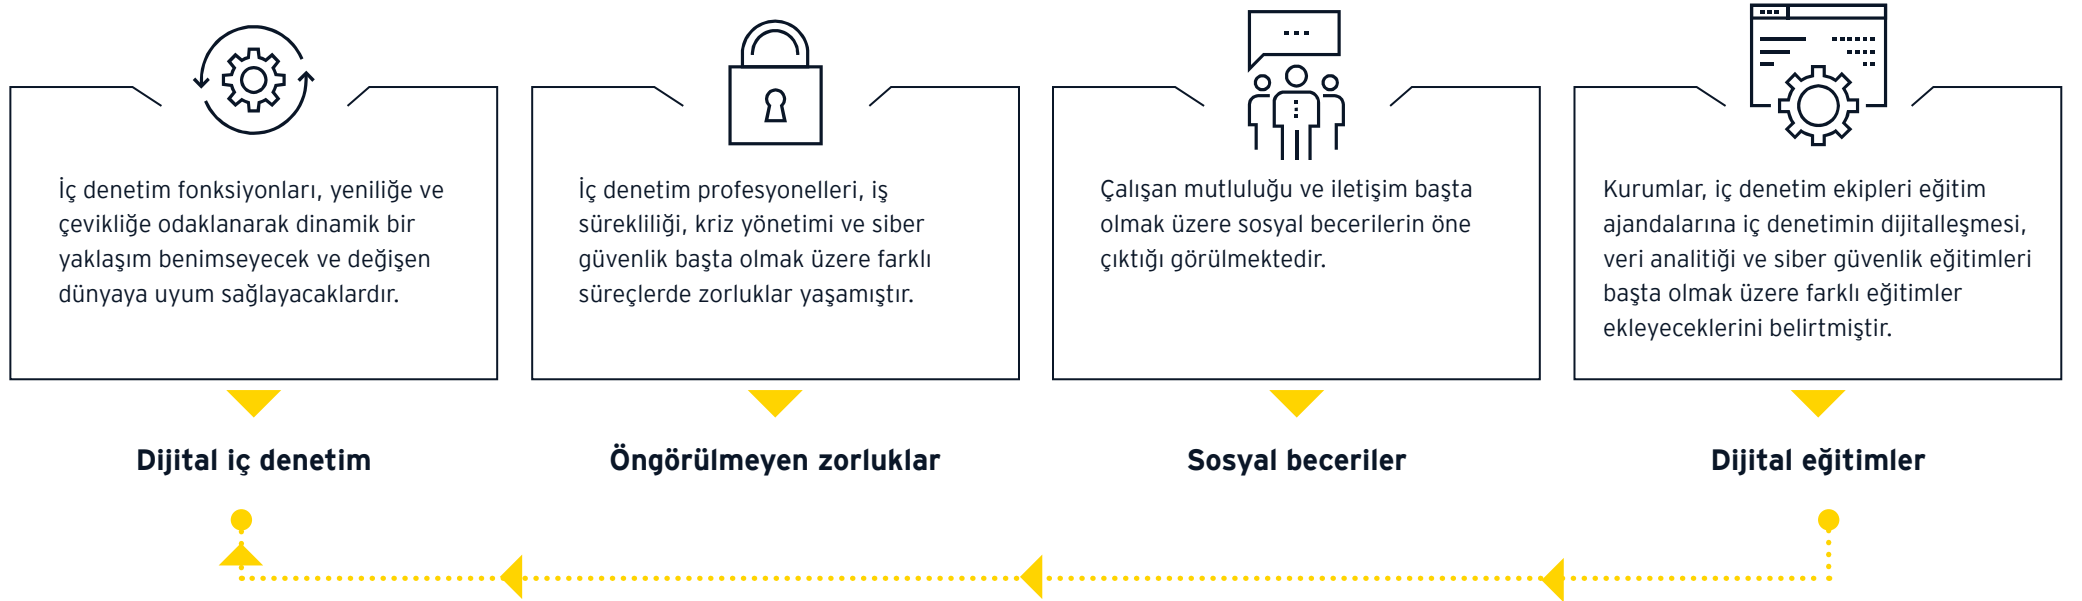 İç denetim fonksiyonları, yeniliğe ve
çevikliğe odaklanarak dinamik bir
yaklaşım benimseyecek ve değişen
dünyaya uyum sağlayacaklardır.
Dijital iç denetim
İç denetim profesyonelleri, iş
sürekliliği, kriz yönetimi ve siber
güvenlik başta olmak üzere farklı
süreçlerde zorluklar yaşamıştır.
Öngörülmeyen zorluklar
Çalışan mutluluğu ve iletişim başta
olmak üzere sosyal becerilerin öne
çıktığı görülmektedir.
Sosyal beceriler
Kurumlar, iç denetim ekipleri eğitim
ajandalarına iç denetimin dijitalleşmesi,
veri analitiği ve siber güvenlik eğitimleri
başta olmak üzere farklı eğitimler
ekleyeceklerini belirtmiştir.
Dijital eğitimler